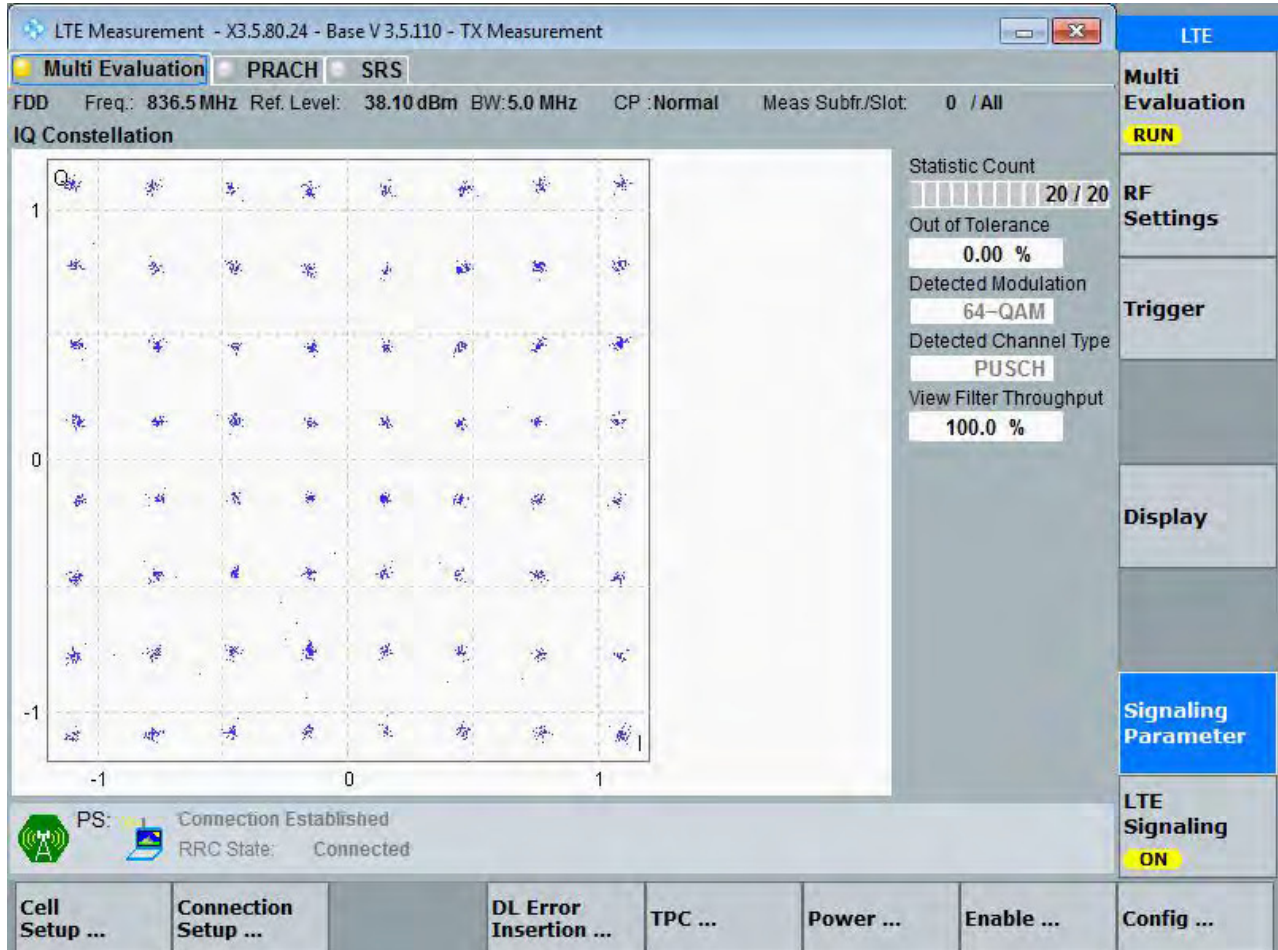 LTE Measurement - X3.5.80.24 - Base V 3.5.110 - TX Measurement
LTE
Multi Evaluation PRACH SRS
FDD Freq.: 836.5 MHz Ref. Level: 38.10 dBm BW: 5.0 MHz CP :Normal Meas Subfr./Slot: 0 / All
Multi
Evaluation
RUN
IQ Constellation
Q
1
0
-1
-1 0 1
I
Statistic Count
20 / 20
Out of Tolerance
0.00 %
Detected Modulation
64-QAM
Detected Channel Type
PUSCH
View Filter Throughput
100.0 %
RF
Settings
Trigger
Display
Signaling
Parameter
LTE
Signaling
ON
PS: Connection Established
RRC State: Connected
Cell
Setup ...
Connection
Setup ...
DL Error
Insertion ...
TPC ...
Power ...
Enable ...
Config ...